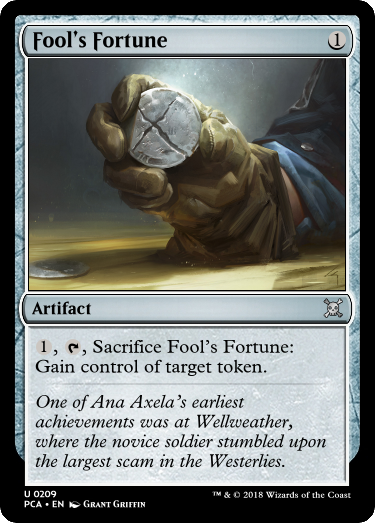 Fool's Fortune 1
Artifact
1, T, Sacrifice Fool's Fortune:
Gain control of target token.
One of Ana Axela's earliest
achievements was at Wellweather,
where the novice soldier stumbled upon
the largest scam in the Westerlies.
U 0209
PCA • EN Grant Griffin
™ & © 2018 Wizards of the Coast